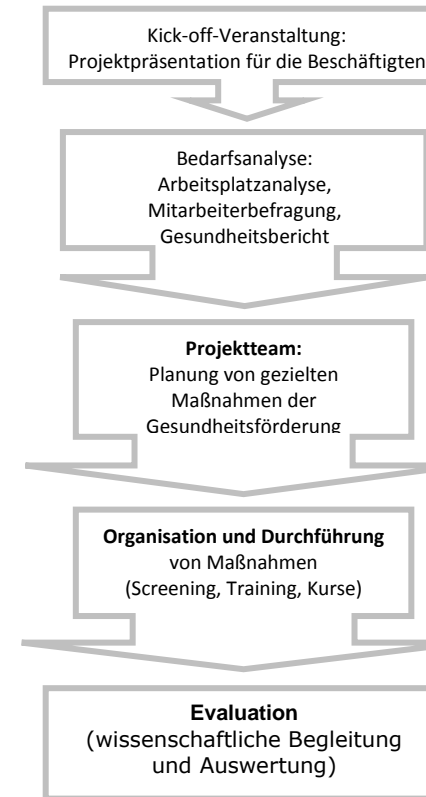 Kick-off-Veranstaltung:
Projektpräsentation für die Beschäftigten
Bedarfsanalyse:
Arbeitsplatzanalyse,
Mitarbeiterbefragung,
Gesundheitsbericht
Projektteam:
Planung von gezielten
Maßnahmen der
Gesundheitsförderung
Organisation und Durchführung
von Maßnahmen
(Screening, Training, Kurse)
Evaluation
(wissenschaftliche Begleitung
und Auswertung)